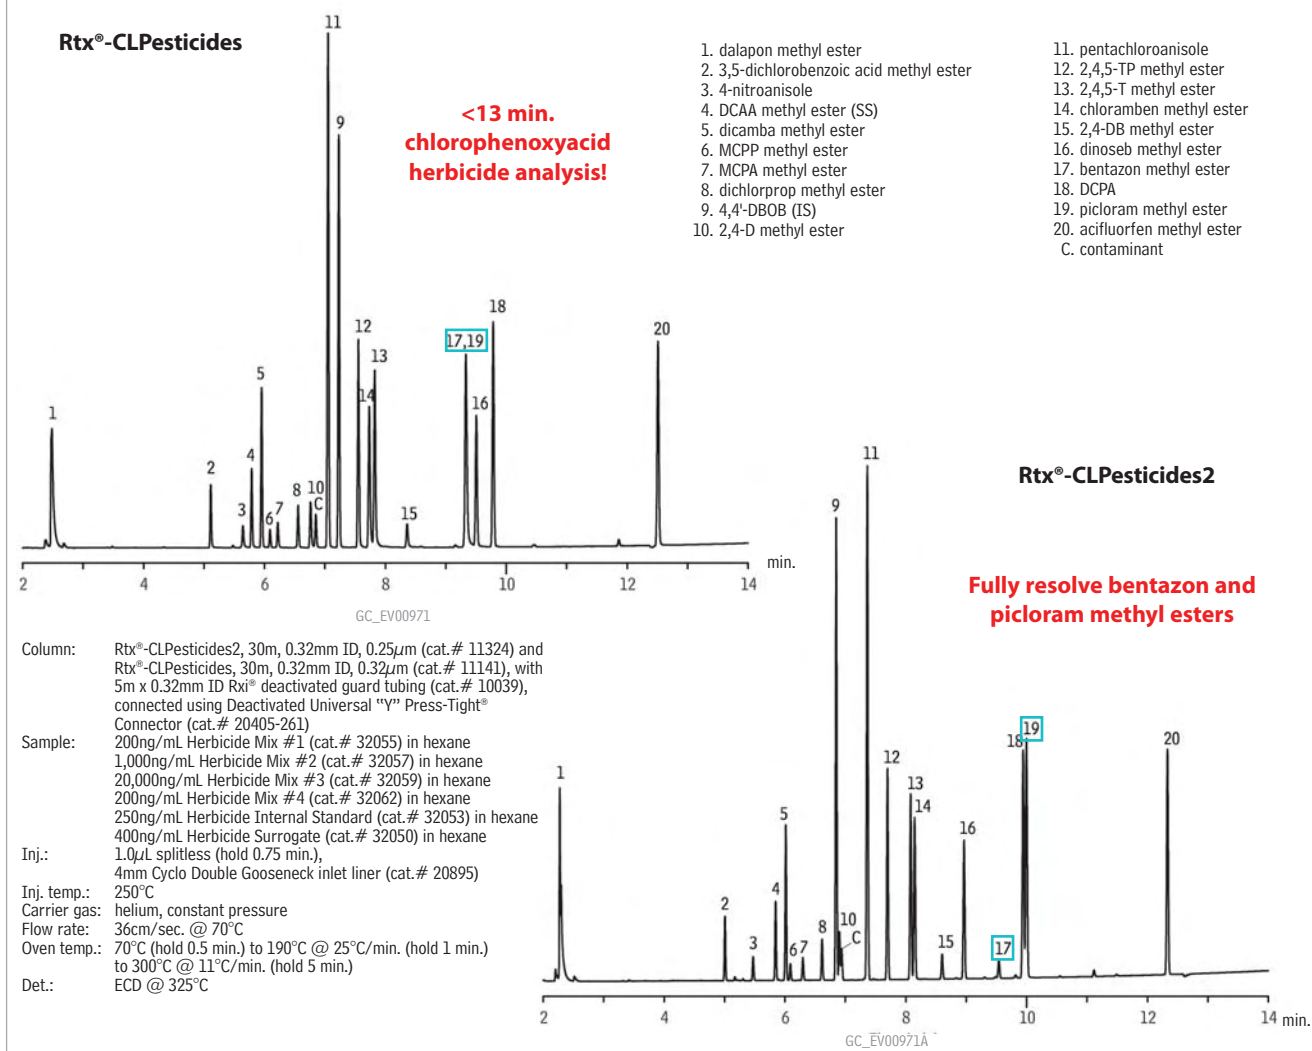 Rtx®-CLPesticides
<13 min.
chlorophenoxyacid
herbicide analysis!
1. dalapon methyl ester
2. 3,5-dichlorobenzoic acid methyl ester
3. 4-nitroanisole
4. DCAA methyl ester (SS)
5. dicamba methyl ester
6. MCPP methyl ester
7. MCPA methyl ester
8. dichlorprop methyl ester
9. 4,4'-DBOB (IS)
10. 2,4-D methyl ester
11. pentachloroanisole
12. 2,4,5-TP methyl ester
13. 2,4,5-T methyl ester
14. chloramben methyl ester
15. 2,4-DB methyl ester
16. dinoseb methyl ester
17. bentazon methyl ester
18. DCPA
19. picloram methyl ester
20. acifluorfen methyl ester
C. contaminant
1
2
3
4
5
6
7
8
10
C
11
9
12
14
13
15
17,19
16
18
20
2 4 6 8 10 12 14
min.
GC_EV00971
Rtx®-CLPesticides2
Fully resolve bentazon and
picloram methyl esters
1
2
3
4
5
6
7
8
9
10
C
11
12
13
14
15
16
17
18
19
20
2 4 6 8 10 12 14 min.
GC_EV00971A
Column: Rtx®-CLPesticides2, 30m, 0.32mm ID, 0.25µm (cat.# 11324) and
Rtx®-CLPesticides, 30m, 0.32mm ID, 0.32µm (cat.# 11141), with
5m x 0.32mm ID Rxi® deactivated guard tubing (cat.# 10039),
connected using Deactivated Universal “Y” Press-Tight®
Connector (cat.# 20405-261)
Sample: 200ng/mL Herbicide Mix #1 (cat.# 32055) in hexane
1,000ng/mL Herbicide Mix #2 (cat.# 32057) in hexane
20,000ng/mL Herbicide Mix #3 (cat.# 32059) in hexane
200ng/mL Herbicide Mix #4 (cat.# 32062) in hexane
250ng/mL Herbicide Internal Standard (cat.# 32053) in hexane
400ng/mL Herbicide Surrogate (cat.# 32050) in hexane
Inj.: 1.0µL splitless (hold 0.75 min.),
4mm Cyclo Double Gooseneck inlet liner (cat.# 20895)
Inj. temp.: 250°C
Carrier gas: helium, constant pressure
Flow rate: 36cm/sec. @ 70°C
Oven temp.: 70°C (hold 0.5 min.) to 190°C @ 25°C/min. (hold 1 min.)
to 300°C @ 11°C/min. (hold 5 min.)
Det.: ECD @ 325°C